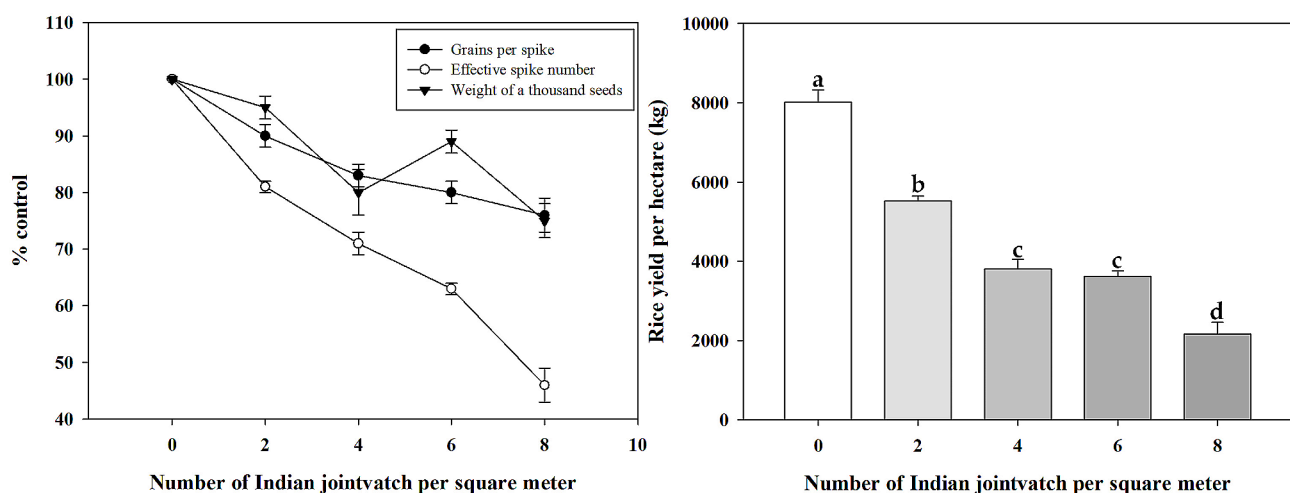 110
100
90
80
70
60
50
40
% control
Grains per spike
Effective spike number
Weight of a thousand seeds
0 2 4 6 8 10
Number of Indian jointvatch per square meter
10000
8000
6000
4000
2000
0
Rice yield per hectare (kg)
a
b
c
c
d
0 2 4 6 8
Number of Indian jointvatch per square meter